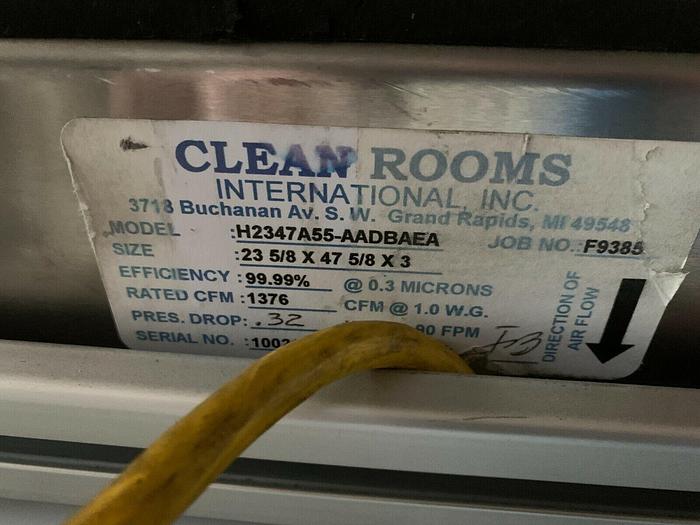 CLEAN ROOMS
INTERNATIONAL, INC.
3718 Buchanan Av. S.W. Grand Rapids, MI 49548
MODEL :H2347A55-AADBAEA JOB NO.:F9385
SIZE :23 5/8 X 47 5/8 X 3
EFFICIENCY :99.99% @ 0.3 MICRONS
RATED CFM :1376 CFM @ 1.0 W.G.
PRES. DROP: .32 90 FPM
SERIAL NO. :1002
DIRECTION OF
AIR FLOW